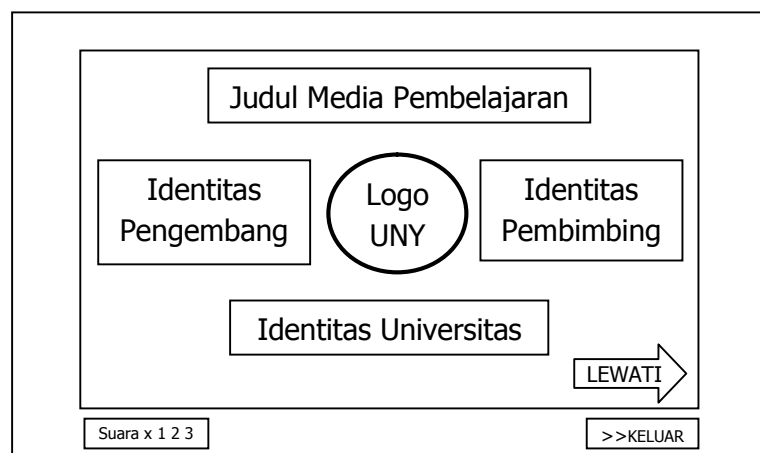 Judul Media Pembelajaran
Identitas
Pengembang
Logo
UNY
Identitas
Pembimbing
Identitas Universitas
LEWATI
Suara x 1 2 3
>>KELUAR